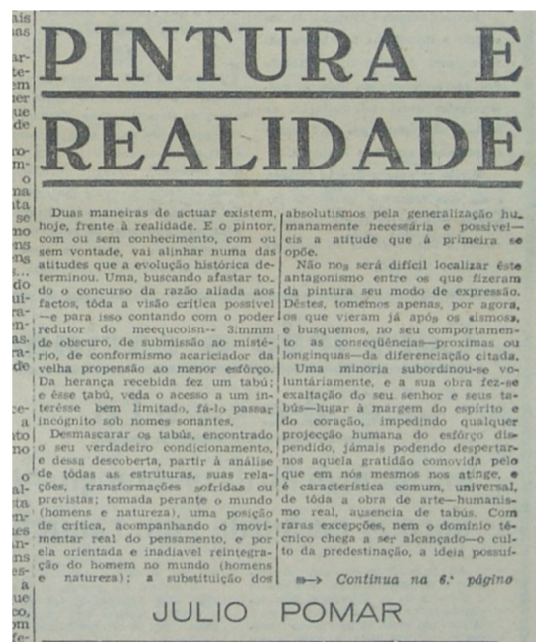 PINTURA E
REALIDADE
Duas maneiras de actuar existem,
hoje, frente à realidade. E o pintor,
com ou sem conhecimento, com ou
sem vontade, vai alinhar numa das
atitudes que a evolução histórica de-
terminou. Uma, buscando afastar to-
do o concurso da razão aliada aos
factos, tôda a visão crítica possível
—e para isso contando com o poder
redutor do
de obscuro, de submissão ao misté-
rio, de conformismo acariciador da
velha propensão ao menor esfôrço.
Da herança recebida fez um tabú;
e êsse tabú, veda o acesso a um in-
terêsse bem limitado, fá-lo passar
incógnito sob nomes sonantes.
Desmascarar os tabús, encontrado
o seu verdadeiro condicionamento,
e dessa descoberta, partir à análise
de tôdas as estruturas, suas rela-
ções, transformações sofridas ou
previstas; tomada perante o mundo
(homens e natureza), uma posição
de crítica, acompanhando o movi-
mentar real do pensamento, e por
ela orientada e inadiavel reintegra-
ção do homem no mundo (homens
e natureza); a substituição dos
absolutismos pela generalização hu-
manamente necessária e possível—
eis a atitude que à primeira se
opõe.
Não nos será difícil localizar êste
antagonismo entre os que fizeram
da pintura seu modo de expressão.
Dêstes, tomemos apenas, por agora,
os que vieram já após os «ismos»,
e busquemos, no seu comportamen-
to as conseqüências—proximas ou
longinquas—da diferenciação citada.
Uma minoria subordinou-se vo-
luntáriamente, e a sua obra fez-se
exaltação do seu senhor e seus ta-
bús—lugar à margem do espírito e
do coração, impedindo qualquer
projecção humana do esfôrço dis-
pendido, jámais podendo despertar-
nos aquela gratidão comovida pelo
que em nós mesmos nos atinge, e
é característica comum, universal,
de tôda a obra de arte—humanis-
mo real, ausencia de tabús. Com
raras excepções, nem o domínio té-
cnico chega a ser alcançado—o cul-
to da predestinação, a ideia possuí-
Continua na 6.ª página
JULIO POMAR